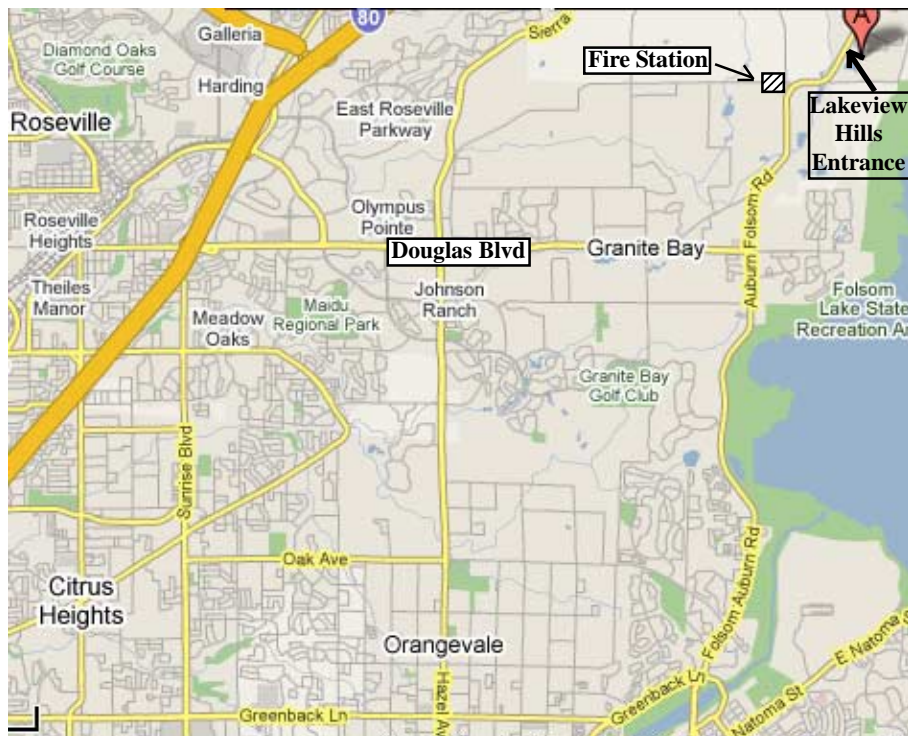 80
A
Galleria
Sierra
Diamond Oaks
Golf Course
Fire Station
Harding
Lakeview
Hills
Entrance
East Roseville
Parkway
Roseville
Auburn Folsom Rd
Olympus
Pointe
Roseville
Heights
Douglas Blvd
Granite Bay
Theiles
Manor
Johnson
Ranch
Folsom
Lake State
Recreation Ar
Maidu
Regional Park
Meadow
Oaks
Granite Bay
Golf Club
Sunrise Blvd
Oak Ave
Citrus
Heights
Folsom Auburn Rd
Orangevale
E Natoma S
Hazel Av
Greenback Ln
Greenback Ln
Natoma St